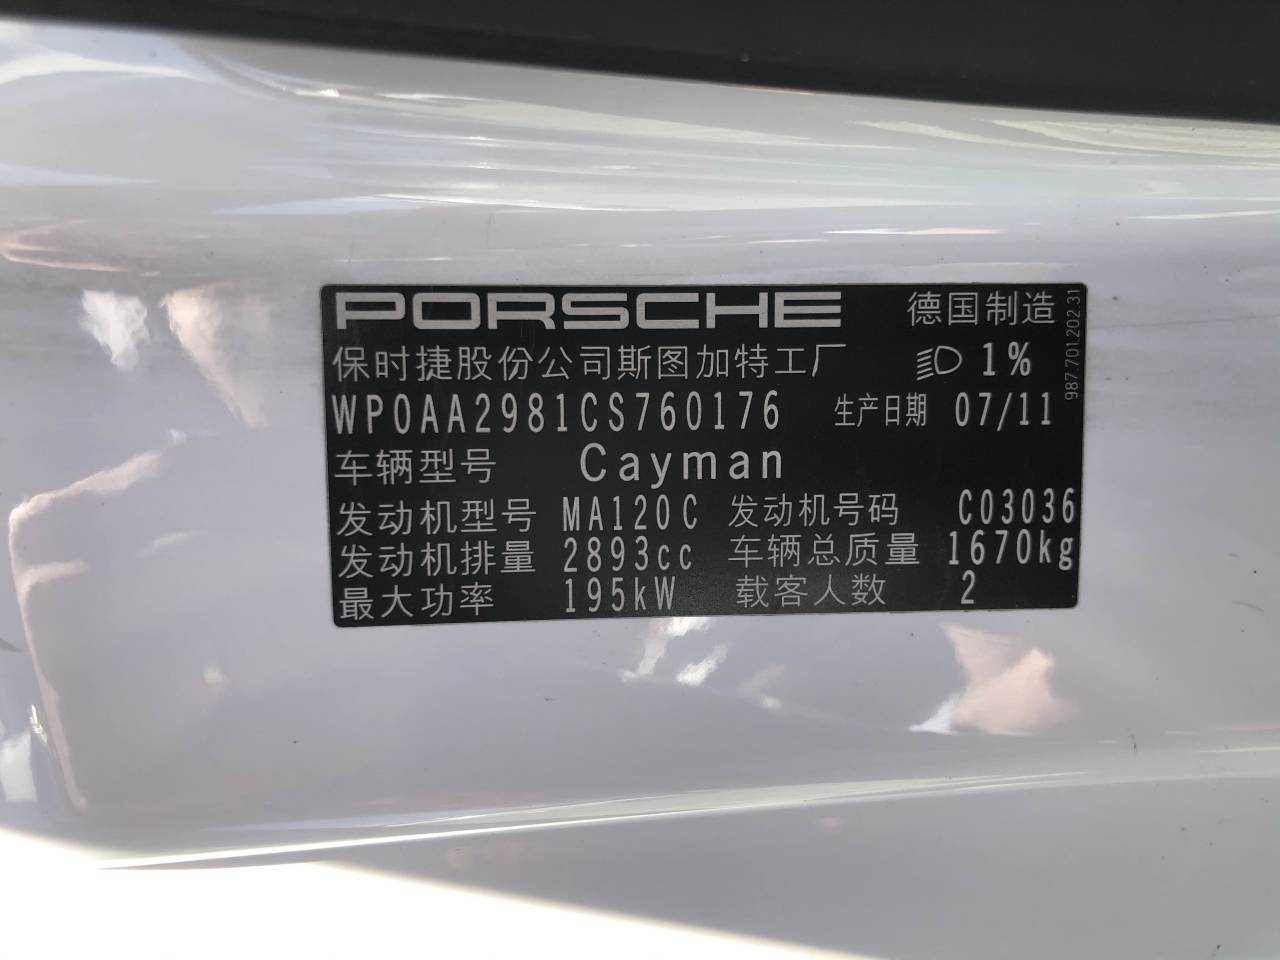 PORSCHE 德国制造
保时捷股份公司斯图加特工厂 1%
WP0AA2981CS760176 生产日期 07/11
车辆型号 Cayman
发动机型号 MA120C 发动机号码 C03036
发动机排量 2893cc 车辆总质量 1670kg
最大功率 195kW 载客人数 2
987.701.202.31